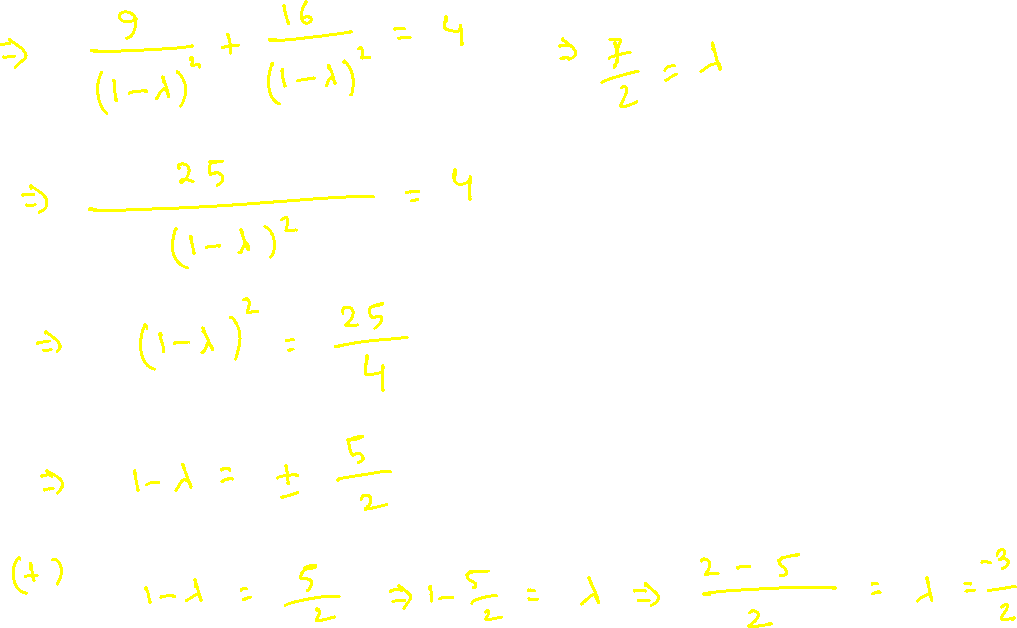 ⇒ 9/(1-λ)² + 16/(1-λ)² = 4 ⇒ 7/2 = λ
⇒ 25/(1-λ)² = 4
⇒ (1-λ)² = 25/4
⇒ 1-λ = ± 5/2
(+) 1-λ = 5/2 ⇒ 1-5/2 = λ ⇒ (2-5)/2 = λ = -3/2